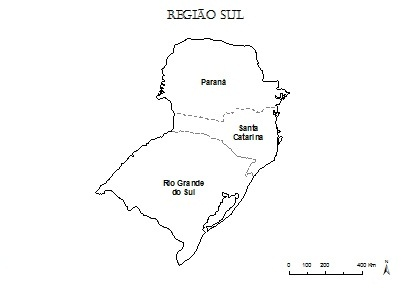 REGIÃO SUL
Paraná
Santa
Catarina
Rio Grande
do Sul
0 100 200 400 Km
N